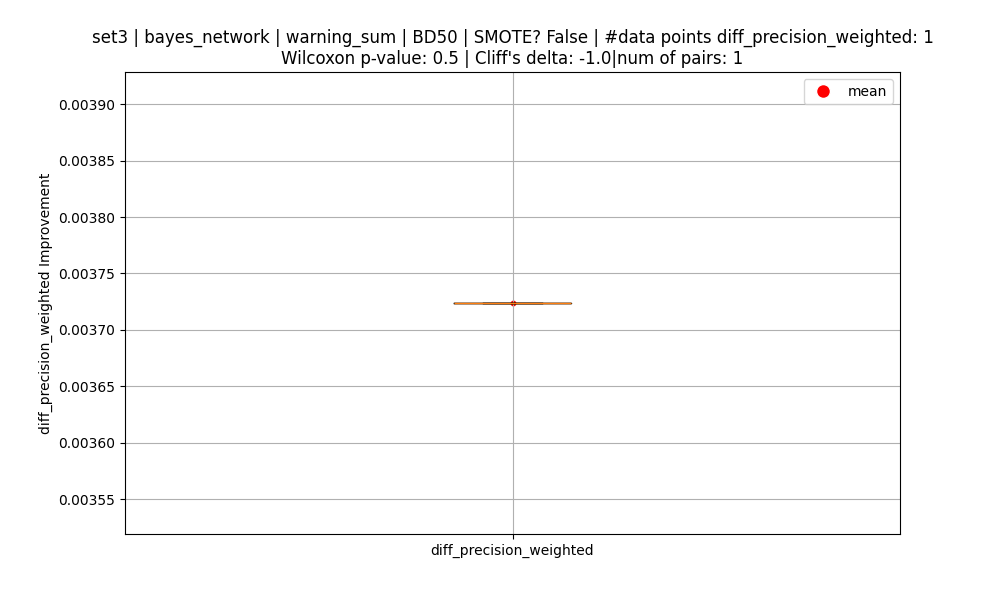 set3 | bayes_network | warning_sum | BD50 | SMOTE? False | #data points diff_precision_weighted: 1
Wilcoxon p-value: 0.5 | Cliff's delta: -1.0|num of pairs: 1
mean
0.00390
0.00385
0.00380
0.00375
0.00370
0.00365
0.00360
0.00355
diff_precision_weighted Improvement
diff_precision_weighted